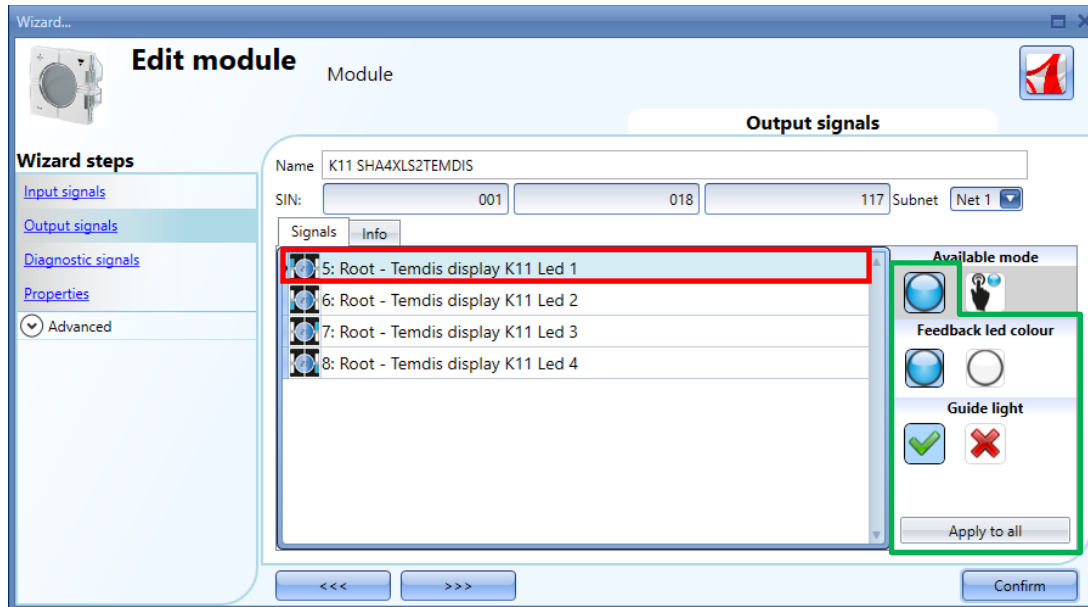 Wizard...
Edit module
Module
Output signals
Wizard steps
Input signals
Output signals
Diagnostic signals
Properties
Advanced
Name K11 SHA4XLS2TEMDIS
SIN: 001 018 117 Subnet Net 1
Signals Info
5: Root - Temdis display K11 Led 1
6: Root - Temdis display K11 Led 2
7: Root - Temdis display K11 Led 3
8: Root - Temdis display K11 Led 4
Available mode
Feedback led colour
Guide light
Apply to all
<<< >>> Confirm